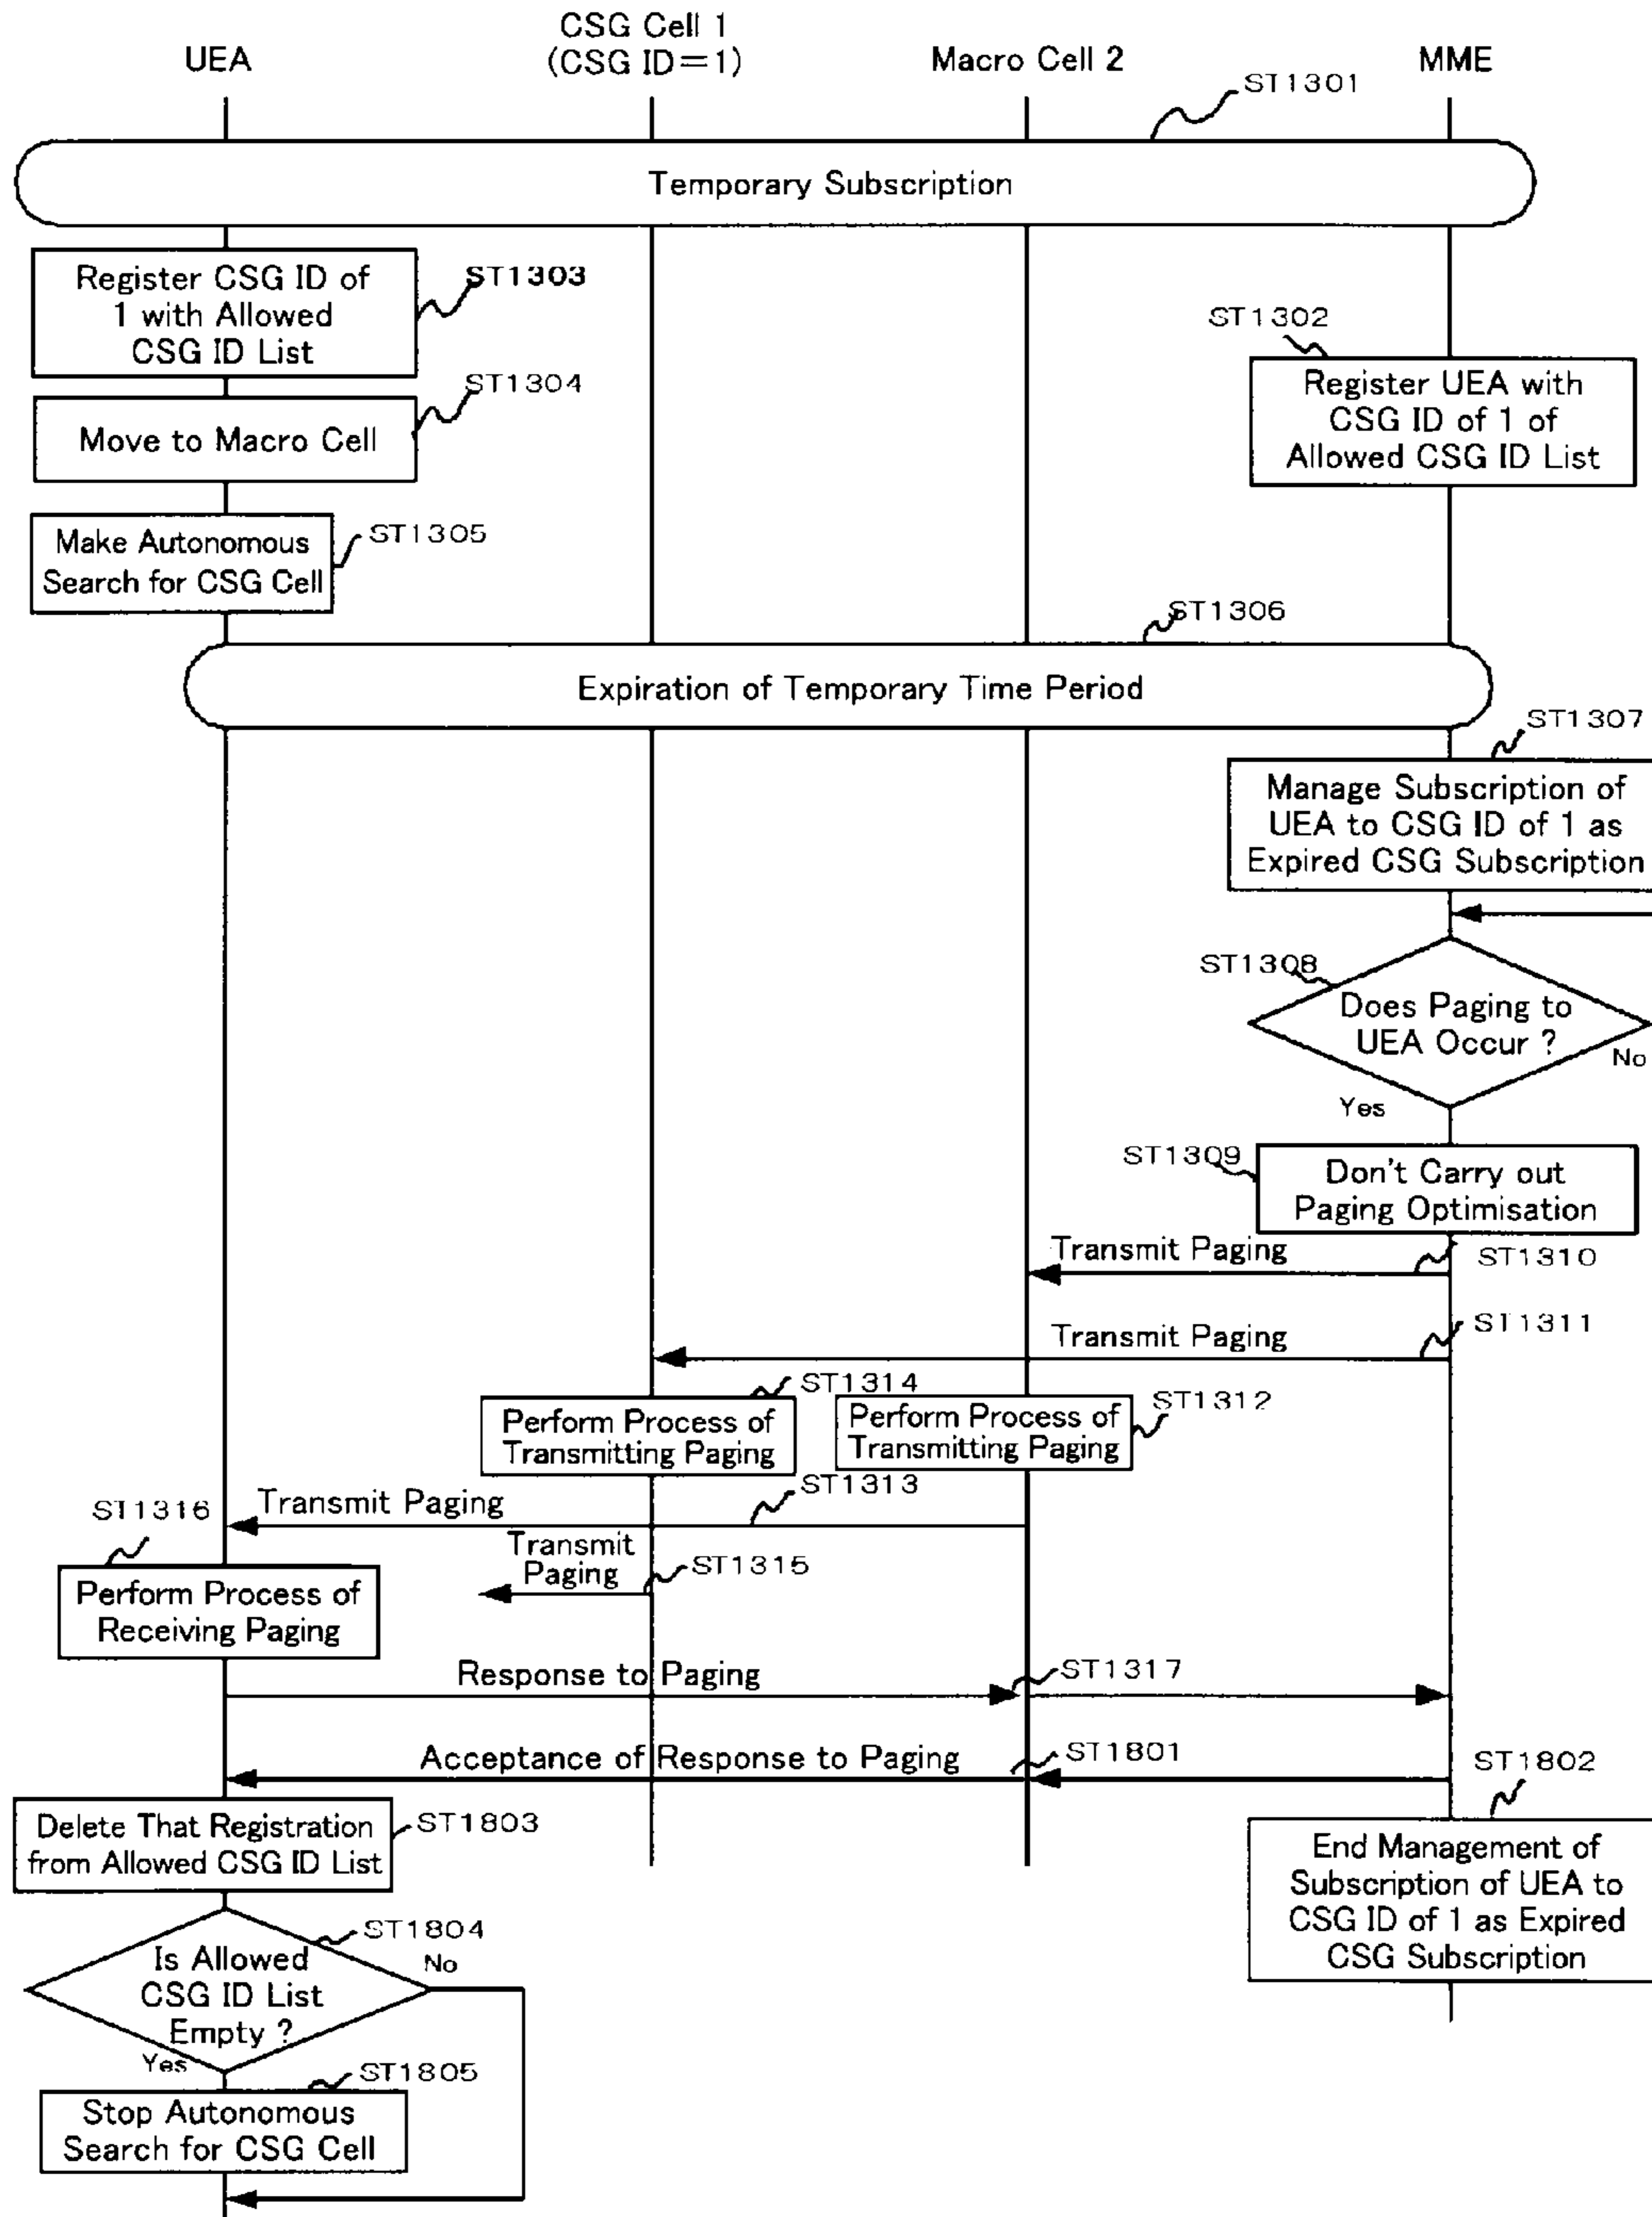 UEA
CSG Cell 1
(CSG ID=1)
Macro Cell 2
MME
ST1301
Temporary Subscription
Register CSG ID of
1 with Allowed
CSG ID List
ST1303
ST1302
Register UEA with
CSG ID of 1 of
Allowed CSG ID List
ST1304
Move to Macro Cell
Make Autonomous
Search for CSG Cell
ST1305
ST1306
Expiration of Temporary Time Period
ST1307
Manage Subscription of
UEA to CSG ID of 1 as
Expired CSG Subscription
ST1308
Does Paging to
UEA Occur ?
No
Yes
ST1309
Don't Carry out
Paging Optimisation
Transmit Paging
ST1310
Transmit Paging
ST1311
ST1314
Perform Process of
Transmitting Paging
ST1312
Perform Process of
Transmitting Paging
ST1313
Transmit Paging
ST1316
Transmit
Paging
ST1315
Perform Process of
Receiving Paging
Response to Paging
ST1317
Acceptance of Response to Paging
ST1801
ST1802
Delete That Registration
from Allowed CSG ID List
ST1803
End Management of
Subscription of UEA to
CSG ID of 1 as Expired
CSG Subscription
ST1804
Is Allowed
CSG ID List
Empty ?
No
Yes
ST1805
Stop Autonomous
Search for CSG Cell